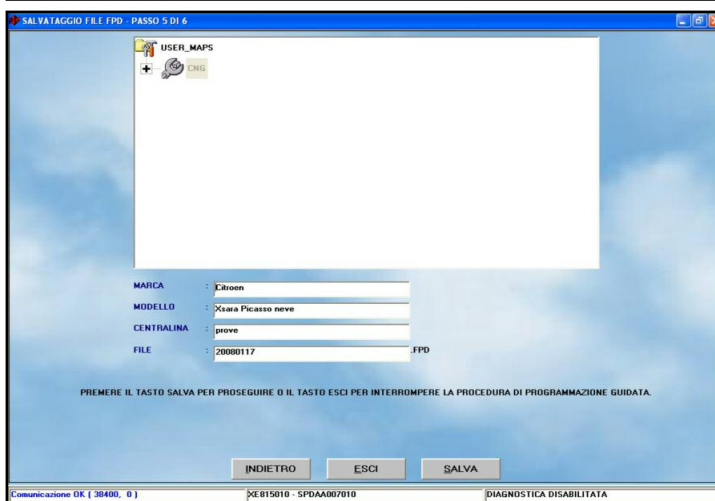 SALVATAGGIO FILE FPD - PASSO 5 DI 6
USER_MAPS
CNG
MARCA : Citroen
MODELLO : Xsara Picasso neve
CENTRALINA : prove
FILE : 20080117 .FPD
PREMERE IL TASTO SALVA PER PROSEGUIRE O IL TASTO ESCI PER INTERROMPERE LA PROCEDURA DI PROGRAMMAZIONE GUIDATA.
INDIETRO ESCI SALVA
Comunicazione OK ( 38400, 0 ) XE815010 - SPDAA007010 DIAGNOSTICA DISABILITATA